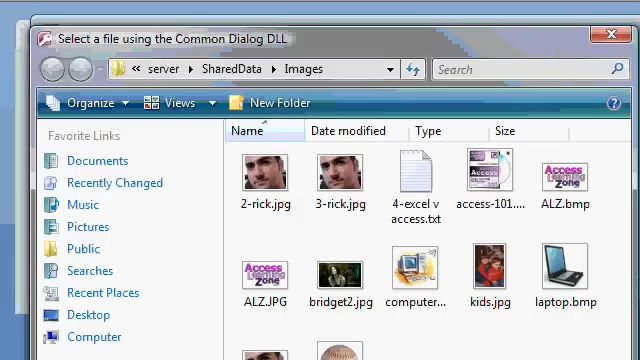 Select a file using the Common Dialog DLL
« server SharedData Images
Search
Organize Views New Folder
Favorite Links
Documents
Recently Changed
Music
Pictures
Public
Searches
Recent Places
Desktop
Computer
Name Date modified Type Size
2-rick.jpg 3-rick.jpg 4-excel v access.txt access-101.... ALZ.bmp
Access Learning Zone
ALZ.JPG bridget2.jpg computer... kids.jpg laptop.bmp
Access Learning Zone